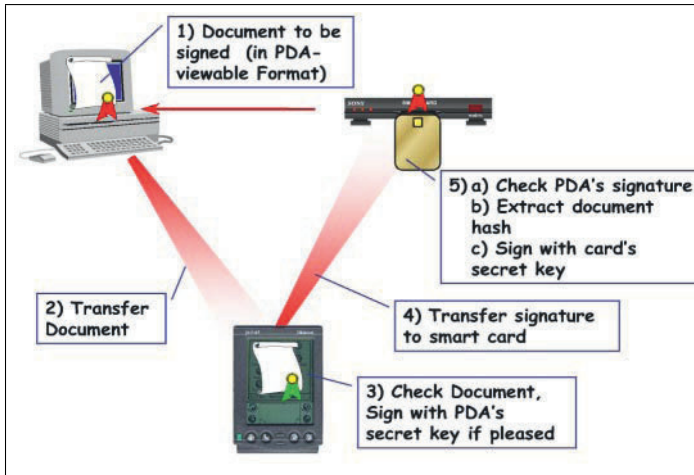 1) Document to be
signed (in PDA-
viewable Format)
SONY
5) a) Check PDA's signature
b) Extract document
hash
c) Sign with card's
secret key
2) Transfer
Document
4) Transfer signature
to smart card
3) Check Document,
Sign with PDA's
secret key if pleased